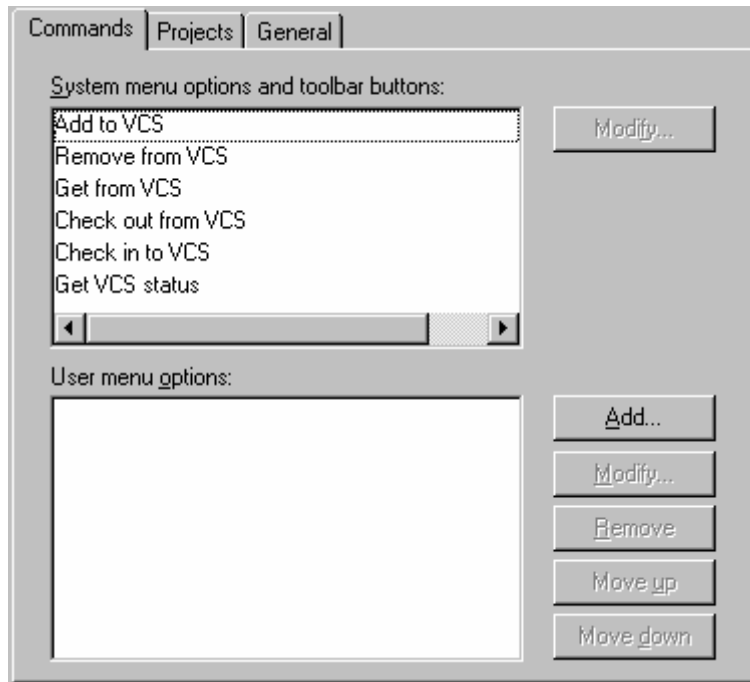 Commands Projects General
System menu options and toolbar buttons:
Add to VCS
Modify...
Remove from VCS
Get from VCS
Check out from VCS
Check in to VCS
Get VCS status
User menu options:
Add...
Modify...
Remove
Move up
Move down